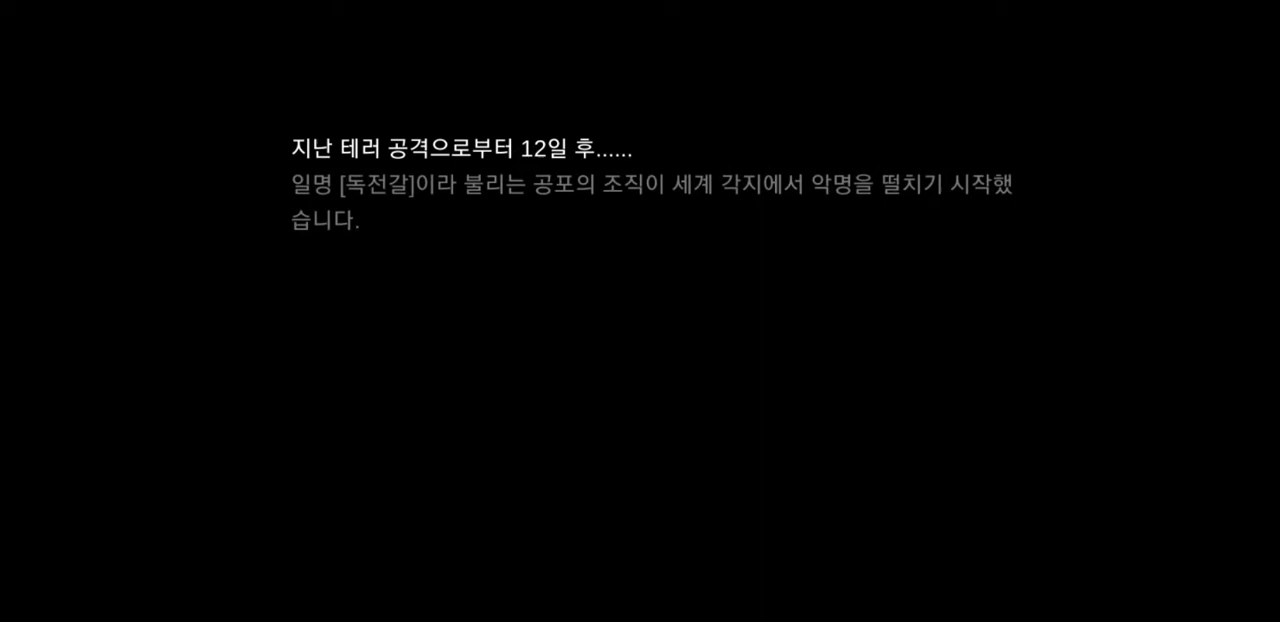 지난 테러 공격으로부터 12일 후......
일명 [독전갈]이라 불리는 공포의 조직이 세계 각지에서 악명을 떨치기 시작했
습니다.